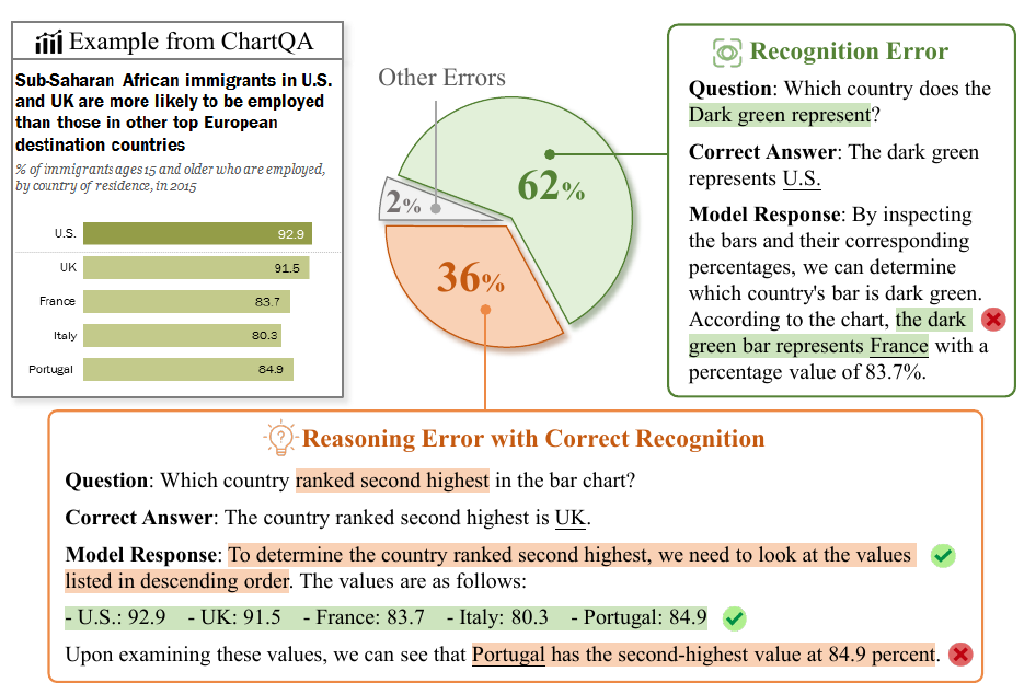 Example from ChartQA
Sub-Saharan African immigrants in U.S.
and UK are more likely to be employed
than those in other top European
destination countries
% of immigrants ages 15 and older who are employed,
by country of residence, in 2015
U.S. 92.9
UK 91.5
France 83.7
Italy 80.3
Portugal 84.9
Other Errors
62%
2%
36%
Recognition Error
Question: Which country does the
Dark green represent?
Correct Answer: The dark green
represents U.S.
Model Response: By inspecting
the bars and their corresponding
percentages, we can determine
which country's bar is dark green.
According to the chart, the dark
green bar represents France with a
percentage value of 83.7%.
Reasoning Error with Correct Recognition
Question: Which country ranked second highest in the bar chart?
Correct Answer: The country ranked second highest is UK.
Model Response: To determine the country ranked second highest, we need to look at the values
listed in descending order. The values are as follows:
- U.S.: 92.9 - UK: 91.5 - France: 83.7 - Italy: 80.3 - Portugal: 84.9
Upon examining these values, we can see that Portugal has the second-highest value at 84.9 percent.